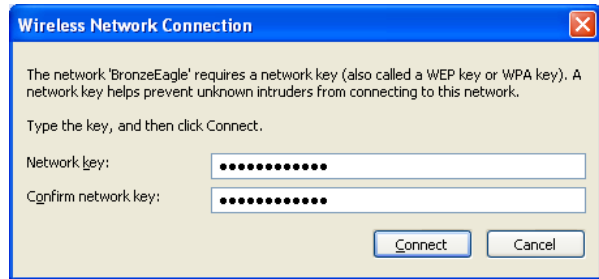 Wireless Network Connection
The network 'BronzeEagle' requires a network key (also called a WEP key or WPA key). A
network key helps prevent unknown intruders from connecting to this network.
Type the key, and then click Connect.
Network key: ●●●●●●●●●●●●
Confirm network key: ●●●●●●●●●●●●
Connect Cancel